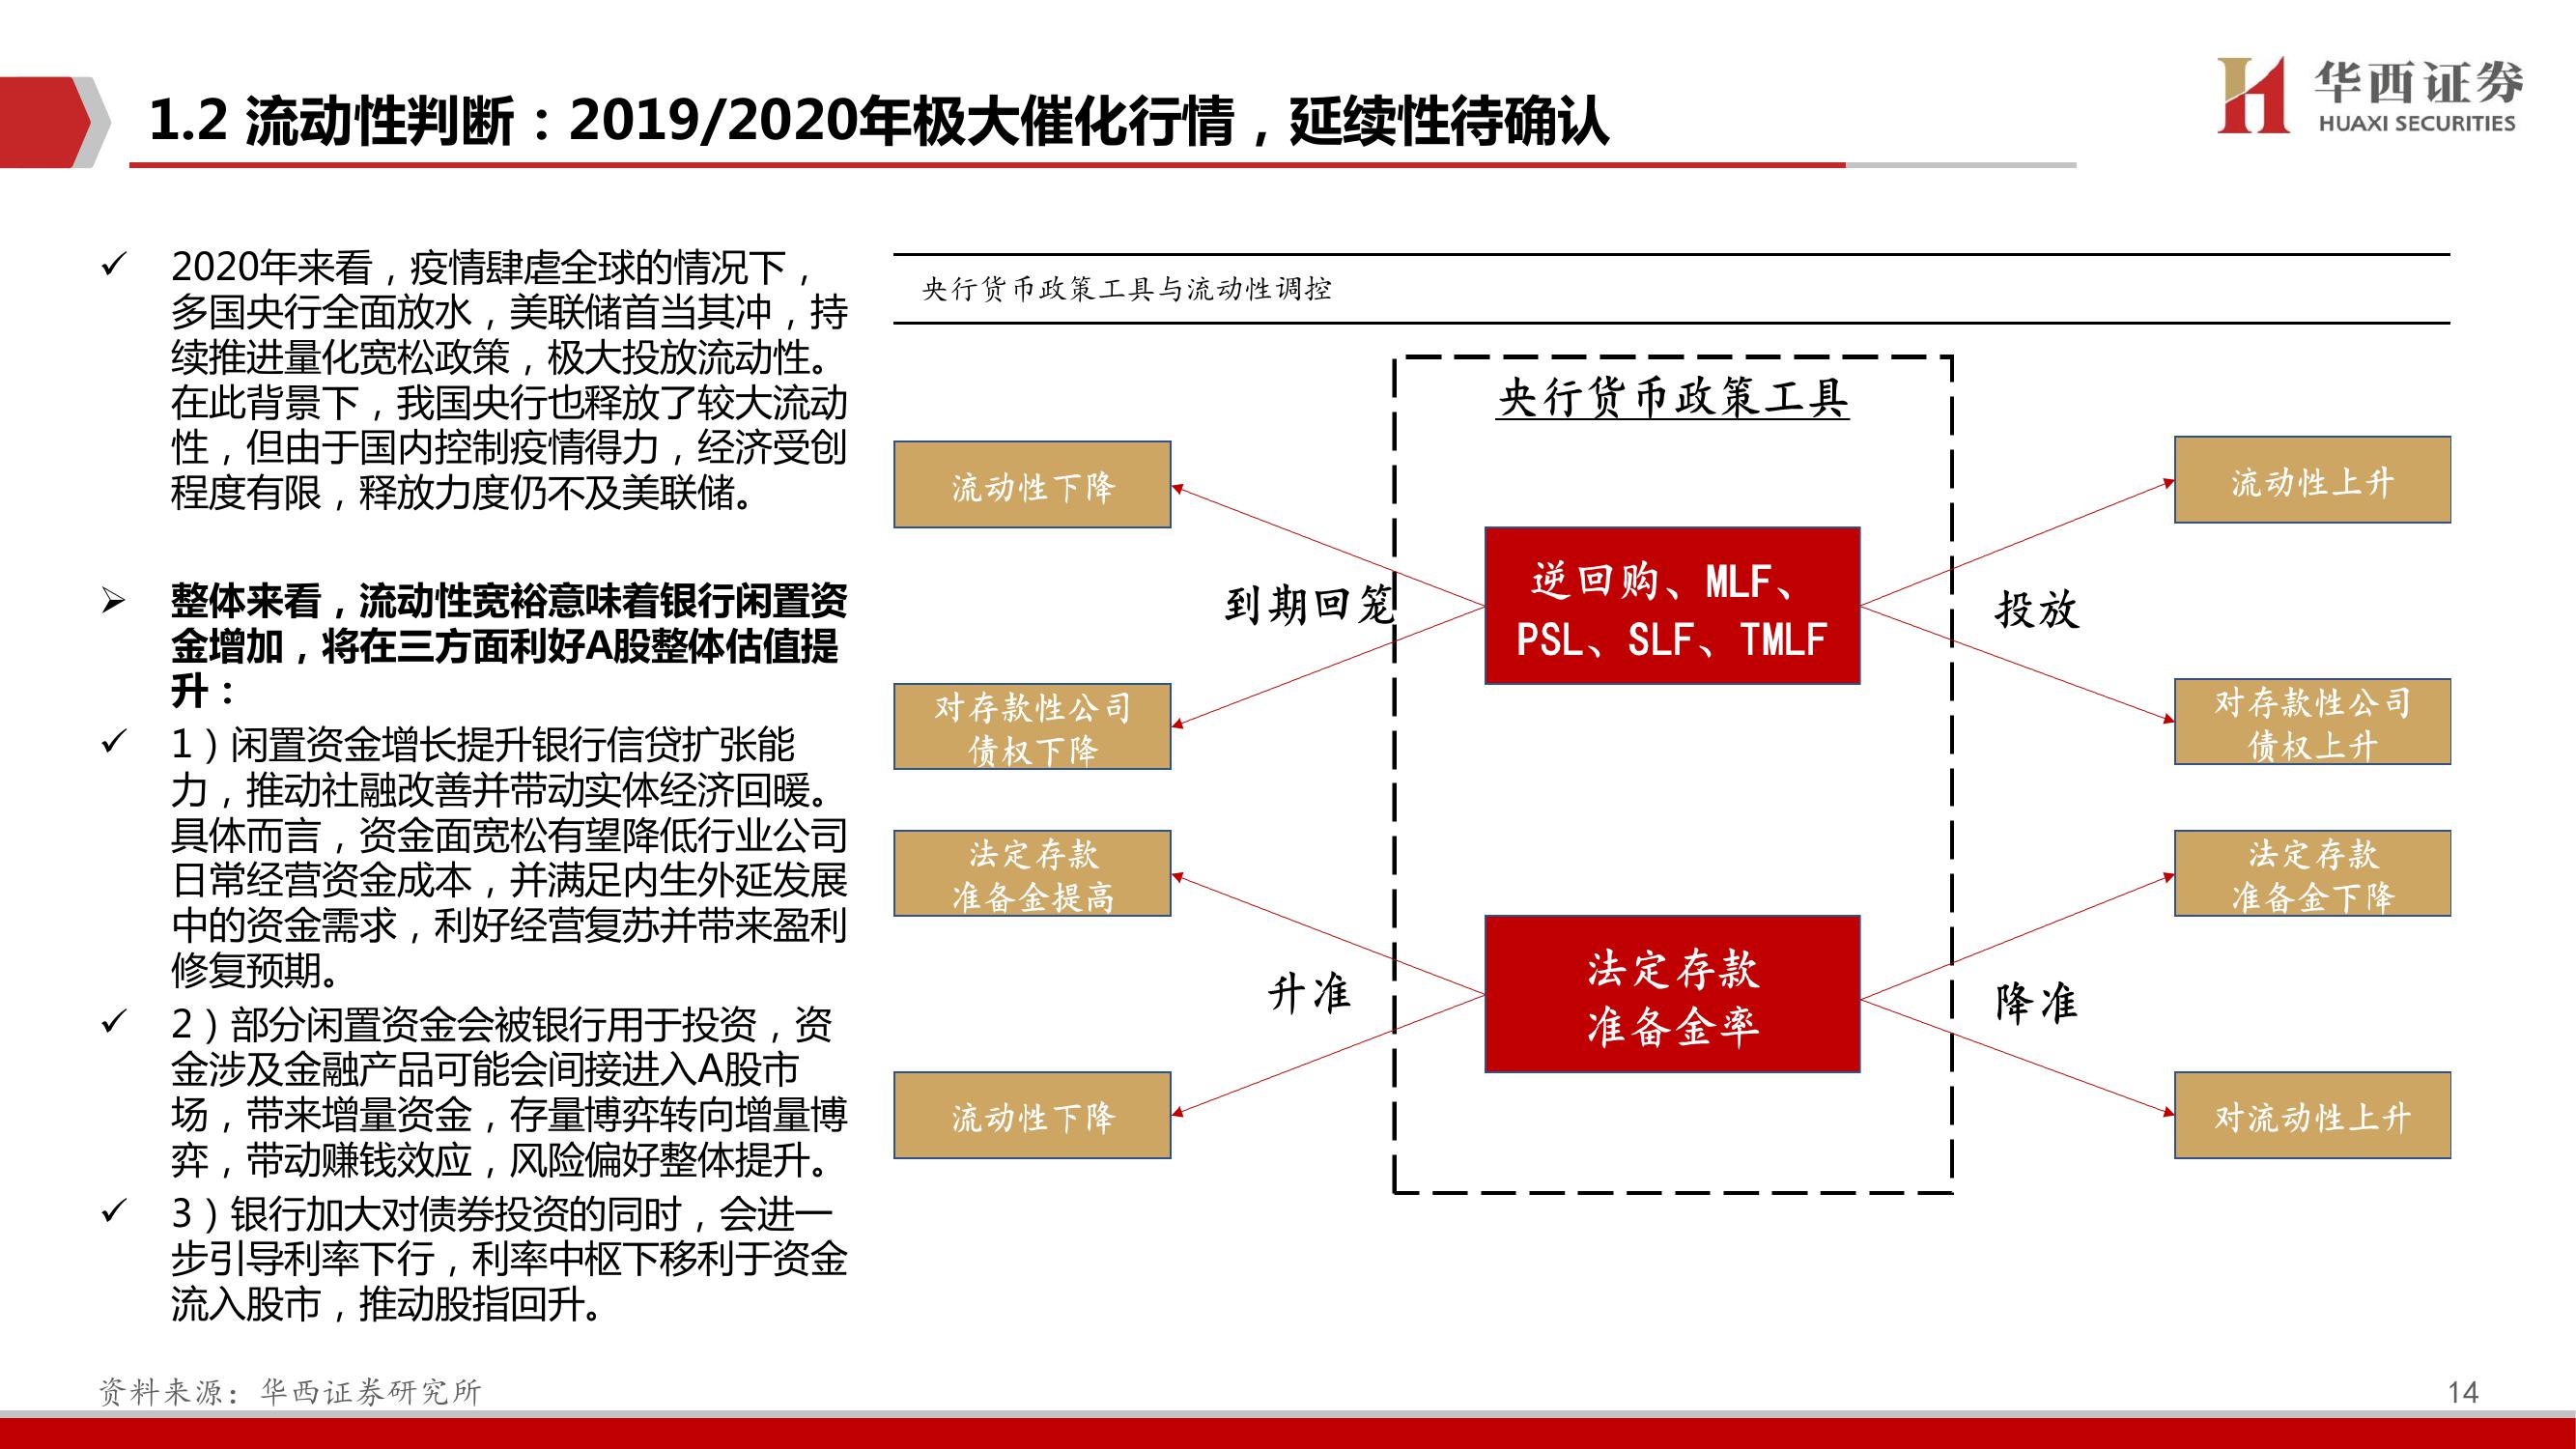 1.2 流动性判断：2019/2020年极大催化行情，延续性待确认
华西证券
HUAXI SECURITIES
2020年来看，疫情肆虐全球的情况下，
多国央行全面放水，美联储首当其冲，持
续推进量化宽松政策，极大投放流动性。
在此背景下，我国央行也释放了较大流动
性，但由于国内控制疫情得力，经济受创
程度有限，释放力度仍不及美联储。
整体来看，流动性宽裕意味着银行闲置资
金增加，将在三方面利好A股整体估值提
升：
1）闲置资金增长提升银行信贷扩张能
力，推动社融改善并带动实体经济回暖。
具体而言，资金面宽松有望降低行业公司
日常经营资金成本，并满足内生外延发展
中的资金需求，利好经营复苏并带来盈利
修复预期。
2）部分闲置资金会被银行用于投资，资
金涉及金融产品可能会间接进入A股市
场，带来增量资金，存量博弈转向增量博
弈，带动赚钱效应，风险偏好整体提升。
3）银行加大对债券投资的同时，会进一
步引导利率下行，利率中枢下移利于资金
流入股市，推动股指回升。
央行货币政策工具与流动性调控
央行货币政策工具
流动性下降
到期回笼
对存款性公司
债权下降
逆回购、MLF、
PSL、SLF、TMLF
流动性上升
投放
对存款性公司
债权上升
法定存款
准备金提高
升准
流动性下降
法定存款
准备金率
法定存款
准备金下降
降准
对流动性上升
资料来源：华西证券研究所
14